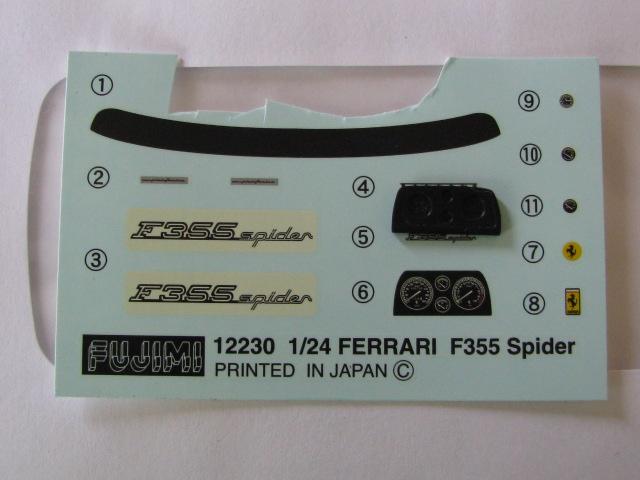 ①
⑨
⑩
②
④
⑪
F355 spider
⑤
③
⑦
F355 spider
⑥
⑧
FUJIMI 12230 1/24 FERRARI F355 Spider
PRINTED IN JAPAN Ⓒ